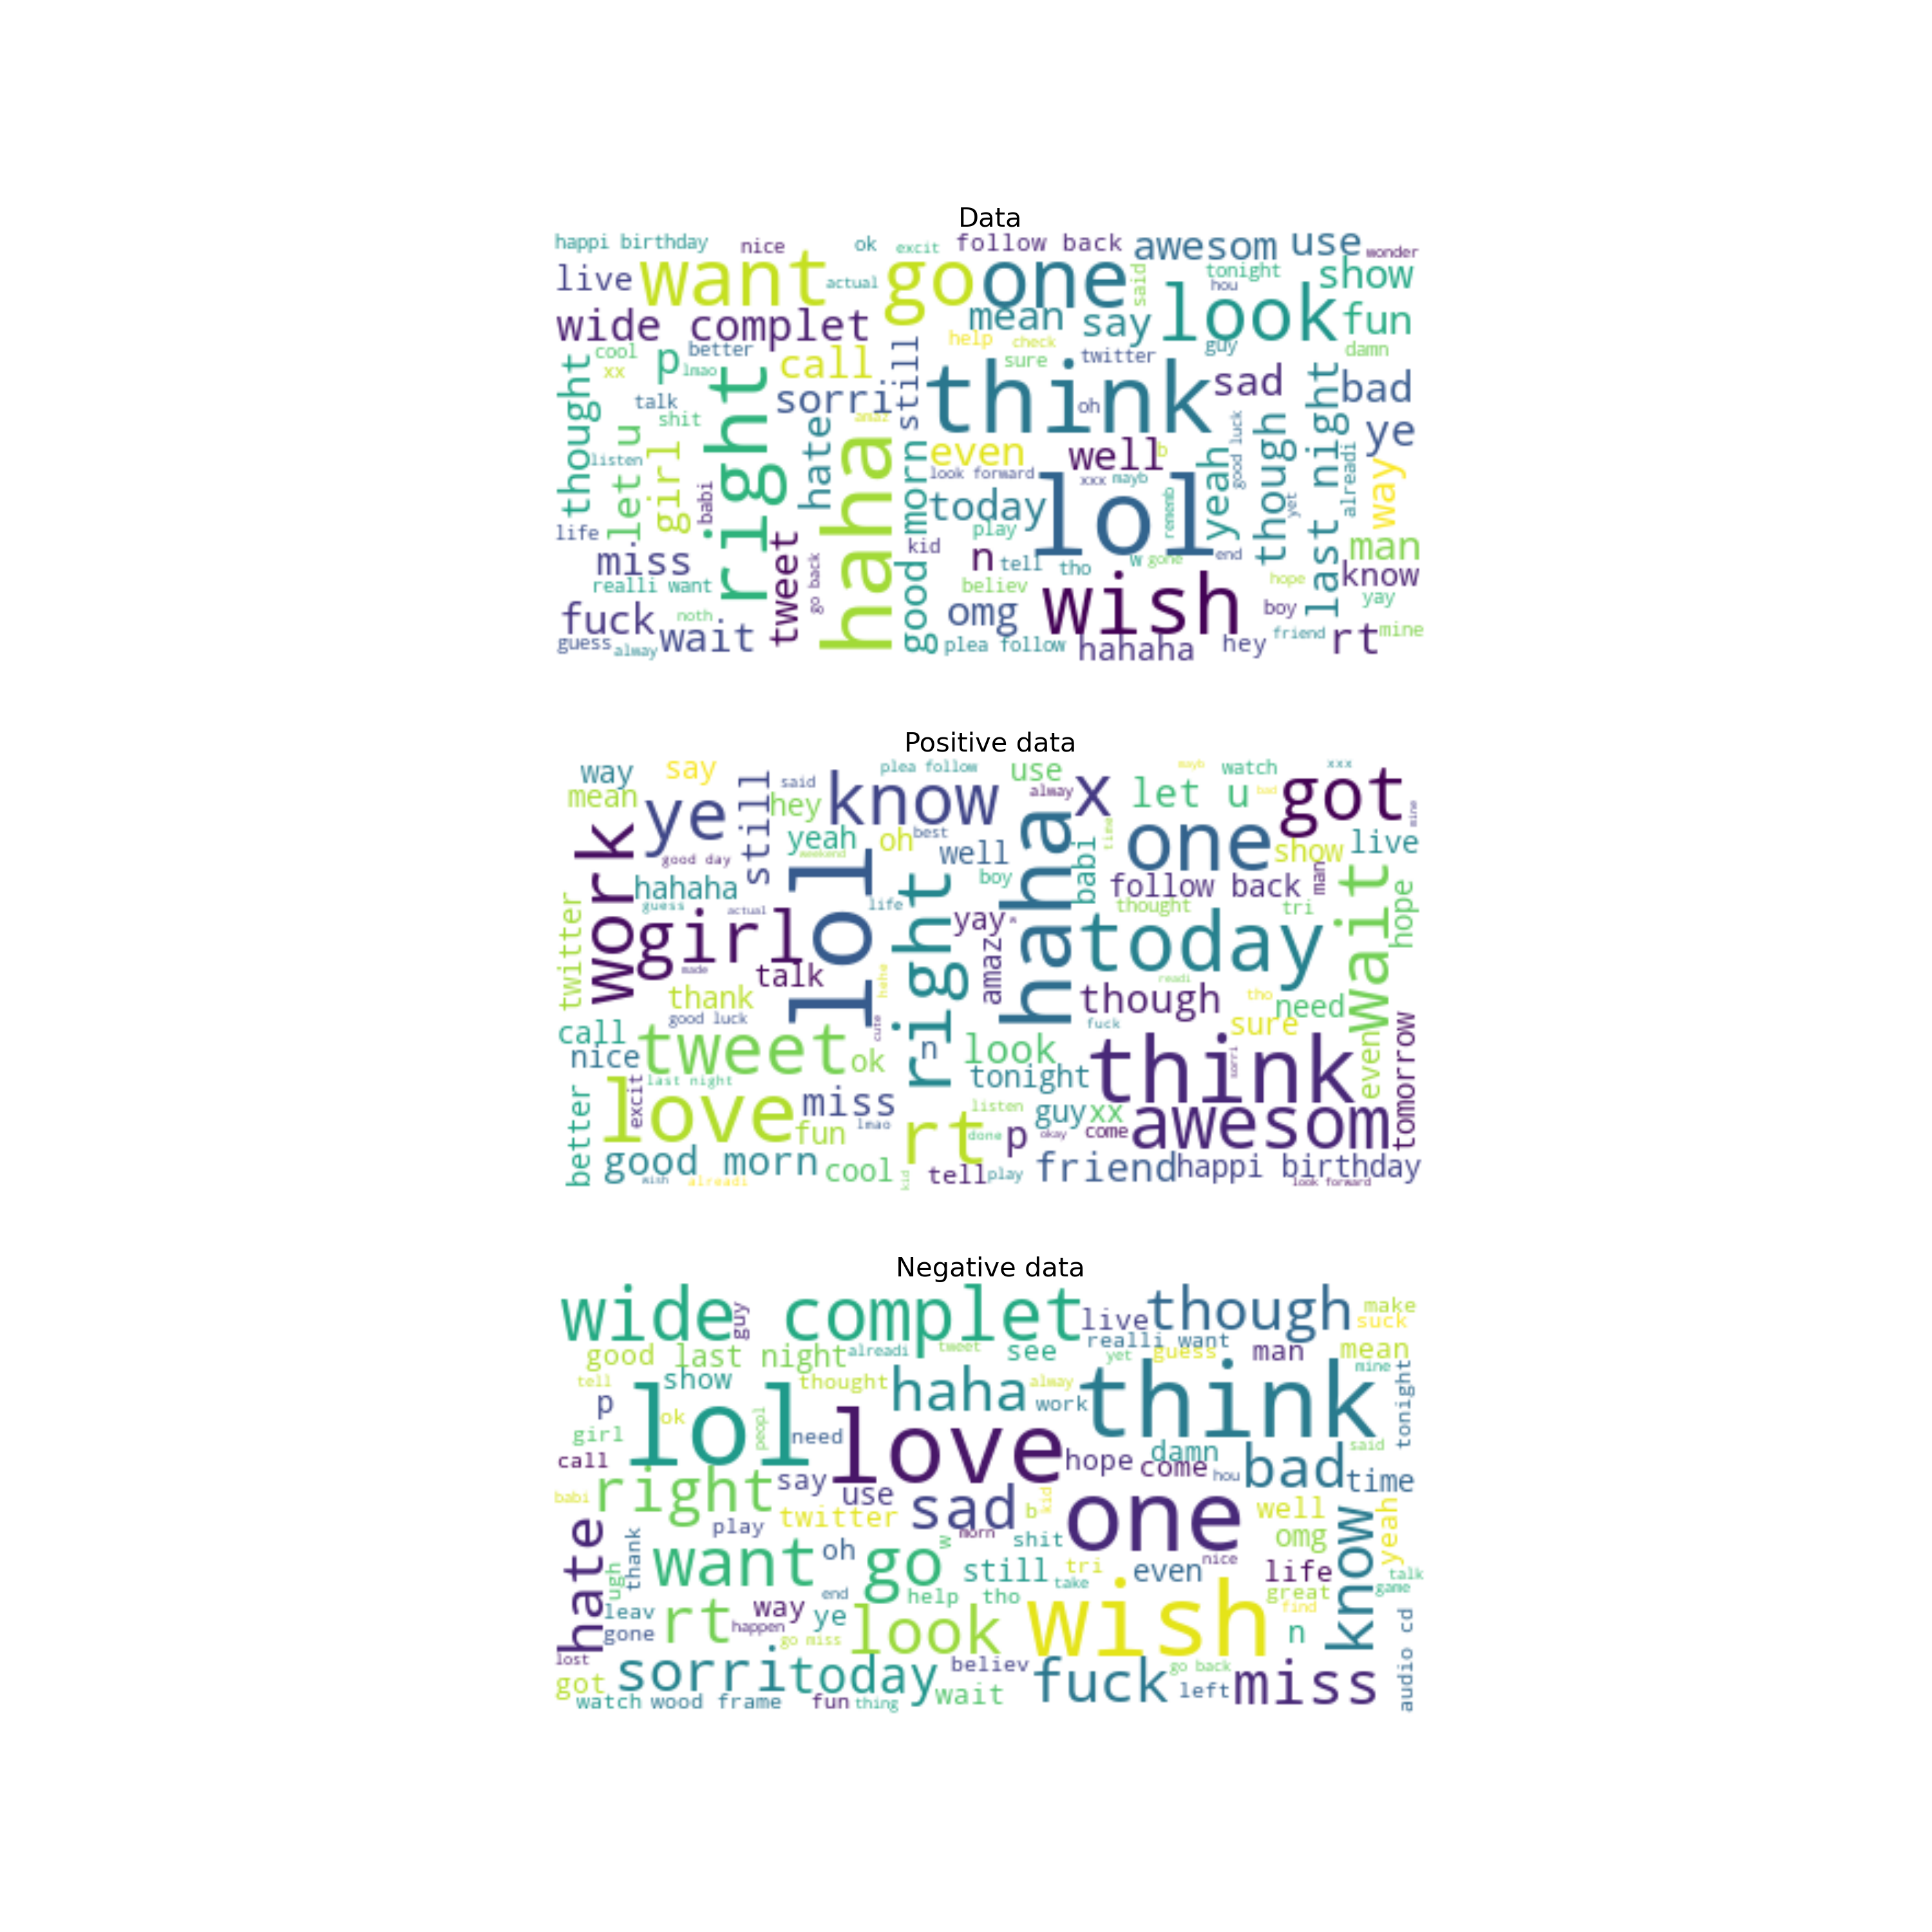 Data
happi birthday nice ok excit follow back awesom use wonder
live want actual go one said tonight hou show
wide complet mean say look fun
cool p better call still help check sure twitter guy damn
thought xx lmao right sorri think oh sad last night bad
talk shit hate amaz good luck though ye
let u girl haha good morn even well b yeah
listen babi look forward xxx mayb alreadi way
today lol rememb yet
life play
miss tweet go back kid n tell tho w gone end man
realli want believ wish hope know
fuck noth omg boy yay
guess alway wait plea follow hahaha hey friend rt mine
Positive data
way say said plea follow use mayb watch xxx
mean ye still hey know alway x let u bad got mine
work yeah oh best haha time one
good day weekend well babi show live
hahaha lol boy follow back man wait hope
twitter guess actual life right yay thought tri
girl amaz today
made talk hehe readi
thank though tho need
good luck cute fuck sure
call tweet n look think even tomorrow
nice ok tonight sorri
better excit last night
love miss listen guy xx
fun lmao rt done p okay come awesom
good morn cool tell play friend happi birthday
wish alreadi kid look forward
Negative data
wide complet guy live though make
suck
good last night alreadi tweet see realli want yet guess man mean
tell show thought haha alway work think mine tonight
p lol ok peopl need love
girl hope damn said
call come hou bad time
babi right say use sad b kid one well
hate play twitter morn shit omg know yeah
thank want oh go w still tri even nice life talk
ugh end help tho take great game
leav rt way ye look wish find
gone happen go miss n audio cd
lost sorri today believ fuck go back miss
got wait left
watch wood frame fun thing